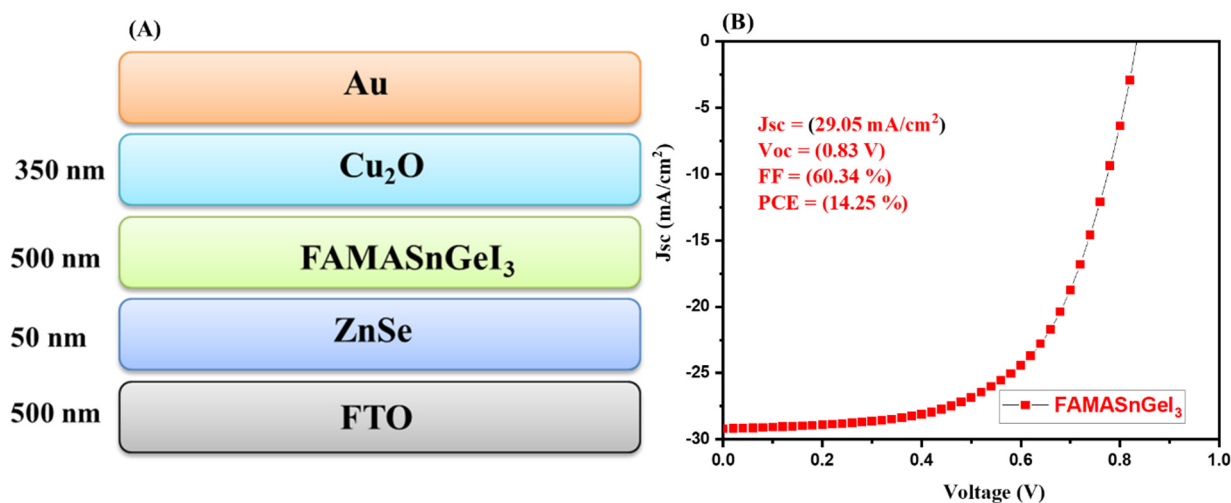 (A)
Au
350 nm
Cu₂O
500 nm
FAMASnGeI₃
50 nm
ZnSe
500 nm
FTO
(B)
0
-5
-10
-15
-20
-25
-30
Jsc (mA/cm²)
Jsc = (29.05 mA/cm²)
Voc = (0.83 V)
FF = (60.34 %)
PCE = (14.25 %)
FAMASnGeI₃
0.0 0.2 0.4 0.6 0.8 1.0
Voltage (V)